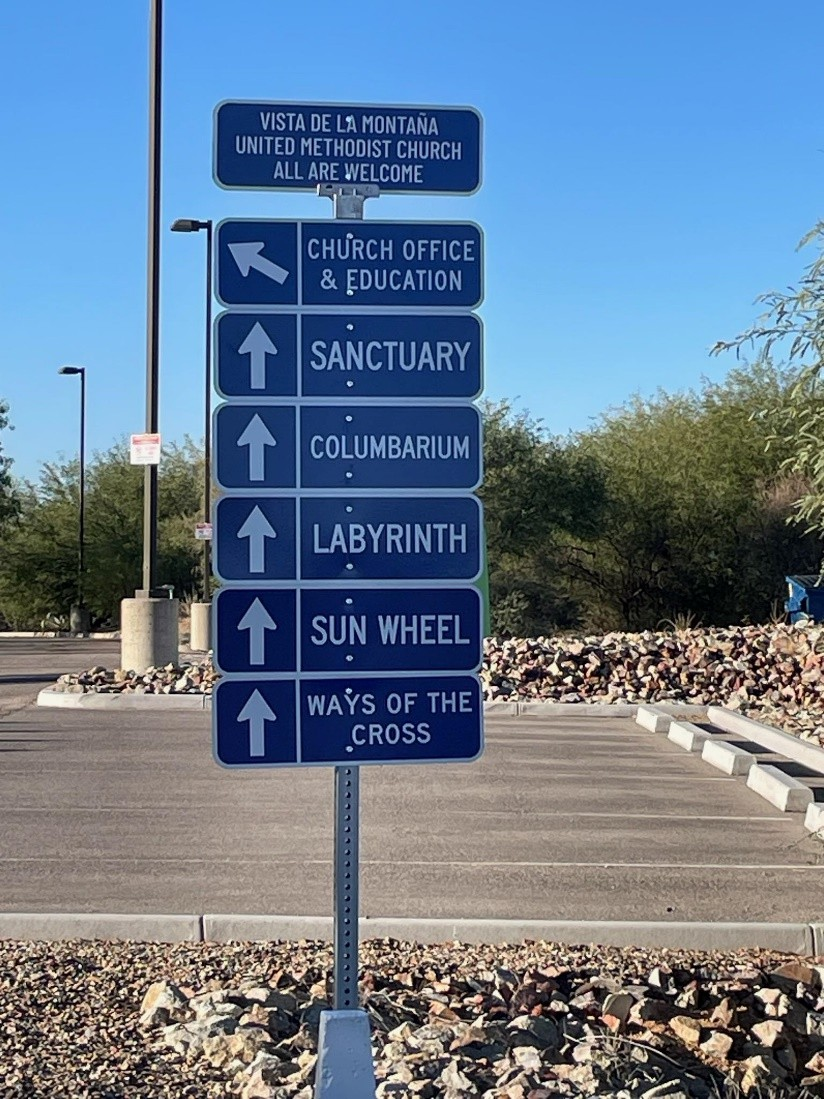 VISTA DE LA MONTAÑA
UNITED METHODIST CHURCH
ALL ARE WELCOME
CHURCH OFFICE
& EDUCATION
SANCTUARY
COLUMBARIUM
LABYRINTH
SUN WHEEL
WAYS OF THE
CROSS